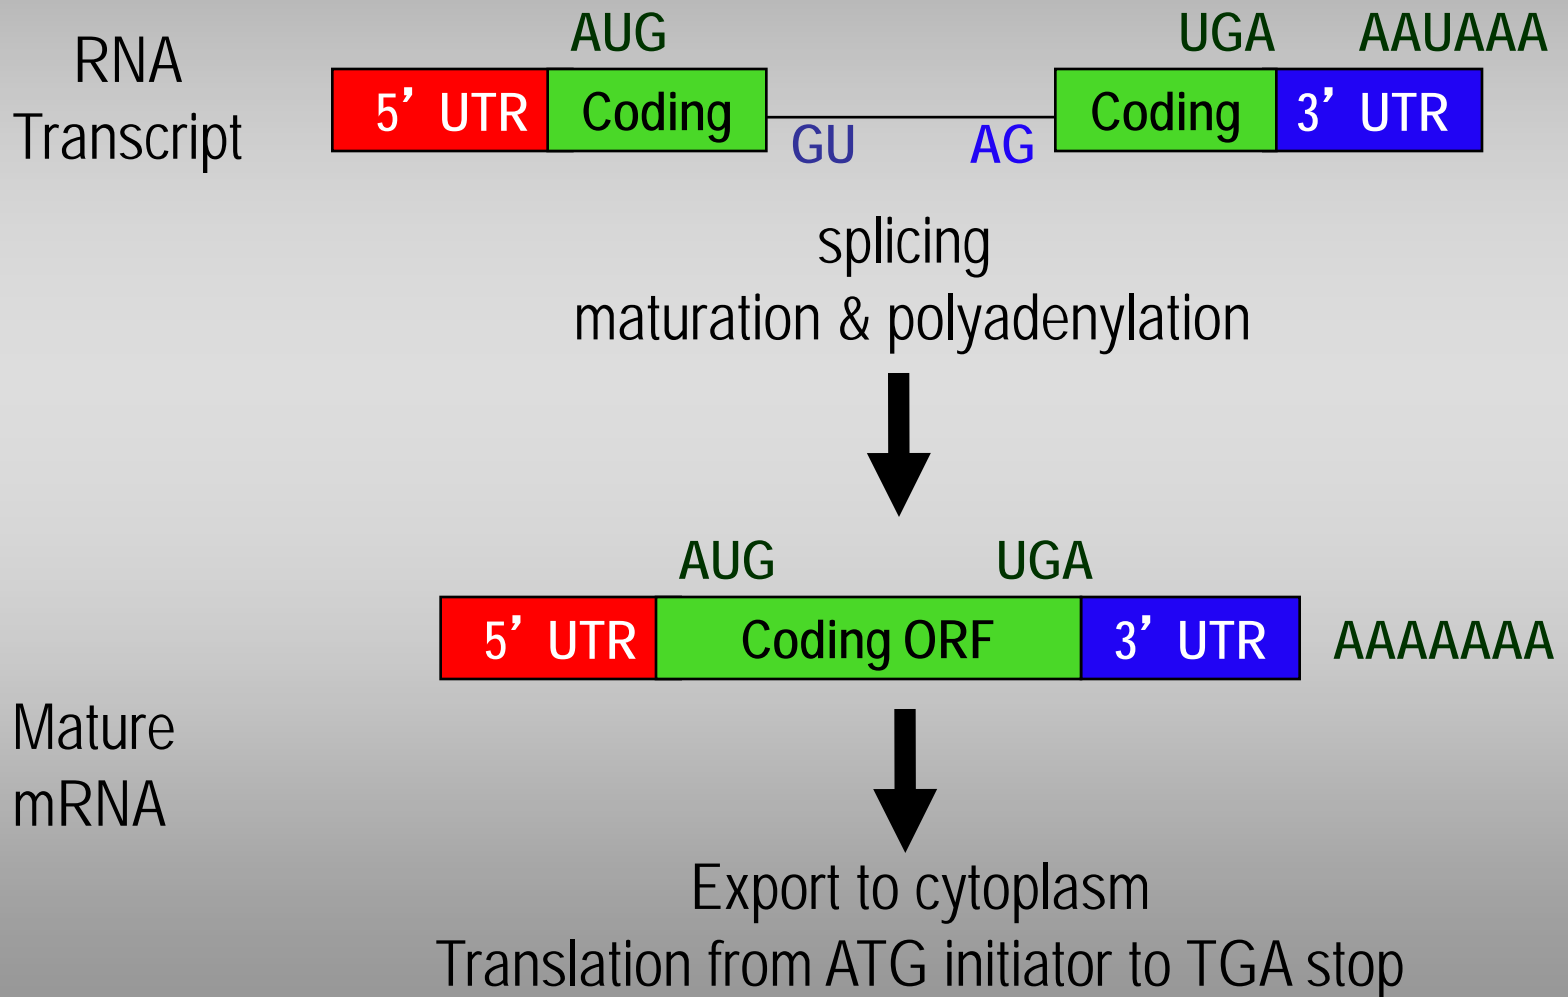 AUG UGA AAUAAA
RNA
Transcript
5’ UTR Coding Coding 3’ UTR
GU AG
splicing
maturation & polyadenylation
AUG UGA
5’ UTR Coding ORF 3’ UTR AAAAAAA
Mature
mRNA
Export to cytoplasm
Translation from ATG initiator to TGA stop